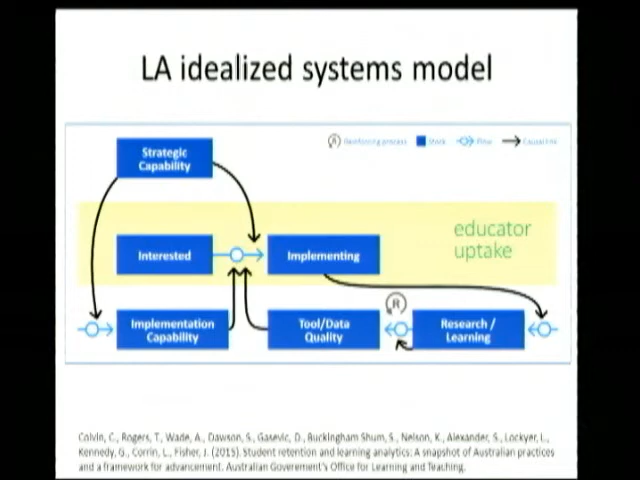 LA idealized systems model
Strategic
Capability
R Reinforcing process Stock Flow Causal link
educator
uptake
Interested
Implementing
R
Implementation
Capability
Tool/Data
Quality
Research /
Learning
Colvin, C., Rogers, T., Wade, A., Dawson, S., Gasevic, D., Buckingham Shum, S., Nelson, K., Alexander, S., Lockyer, L.,
Kennedy, G., Corrin, L., Fisher, J. (2015). Student retention and learning analytics: A snapshot of Australian practices
and a framework for advancement. Australian Goverement's Office for Learning and Teaching.